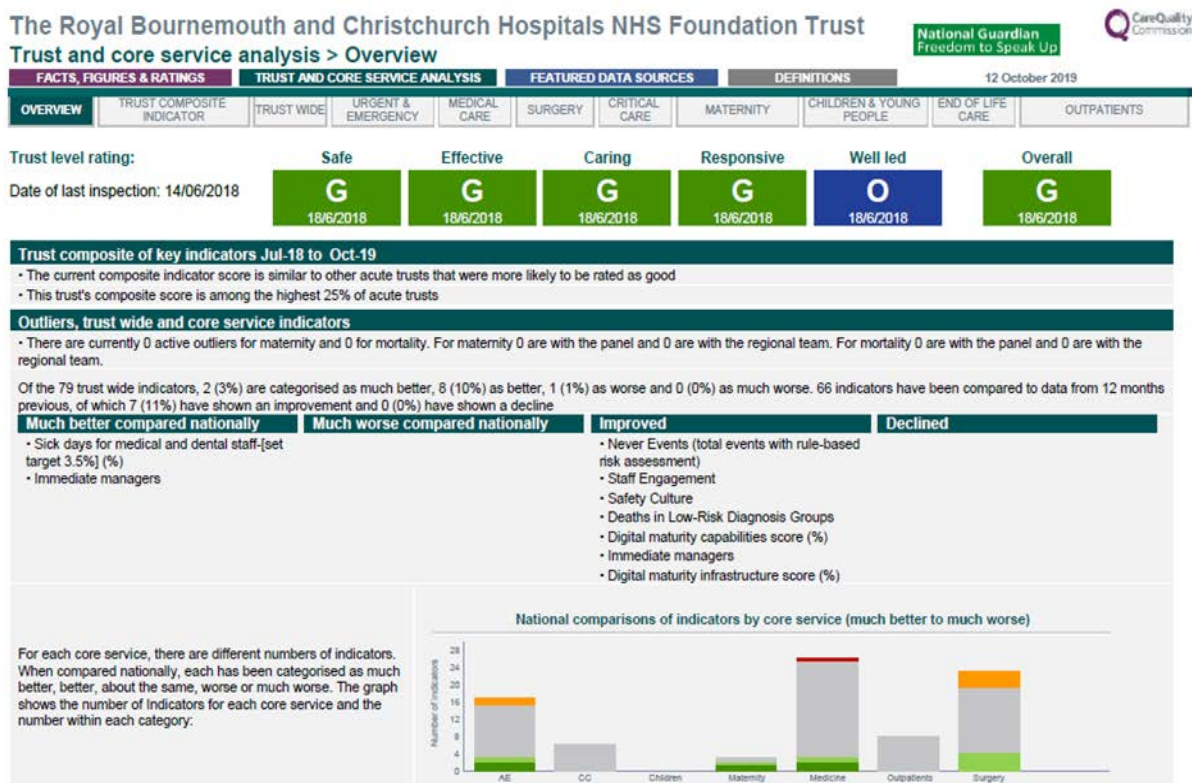 The Royal Bournemouth and Christchurch Hospitals NHS Foundation Trust
Trust and core service analysis > Overview
National Guardian
Freedom to Speak Up
CareQuality
Commission
FACTS, FIGURES & RATINGS
TRUST AND CORE SERVICE ANALYSIS
FEATURED DATA SOURCES
DEFINITIONS
12 October 2019
OVERVIEW
TRUST COMPOSITE
INDICATOR
TRUST WIDE
URGENT &
EMERGENCY
MEDICAL
CARE
SURGERY
CRITICAL
CARE
MATERNITY
CHILDREN & YOUNG
PEOPLE
END OF LIFE
CARE
OUTPATIENTS
Trust level rating:
Safe
Effective
Caring
Responsive
Well led
Overall
Date of last inspection: 14/06/2018
G
G
G
G
O
G
18/6/2018
18/6/2018
18/6/2018
18/6/2018
18/6/2018
18/6/2018
Trust composite of key indicators Jul-18 to Oct-19
• The current composite indicator score is similar to other acute trusts that were more likely to be rated as good
• This trust's composite score is among the highest 25% of acute trusts
Outliers, trust wide and core service indicators
• There are currently 0 active outliers for maternity and 0 for mortality. For maternity 0 are with the panel and 0 are with the regional team. For mortality 0 are with the panel and 0 are with the
regional team.
Of the 79 trust wide indicators, 2 (3%) are categorised as much better, 8 (10%) as better, 1 (1%) as worse and 0 (0%) as much worse. 66 indicators have been compared to data from 12 months
previous, of which 7 (11%) have shown an improvement and 0 (0%) have shown a decline
Much better compared nationally
• Sick days for medical and dental staff-[set
target 3.5%] (%)
• Immediate managers
Much worse compared nationally
Improved
• Never Events (total events with rule-based
risk assessment)
• Staff Engagement
• Safety Culture
• Deaths in Low-Risk Diagnosis Groups
• Digital maturity capabilities score (%)
• Immediate managers
• Digital maturity infrastructure score (%)
Declined
For each core service, there are different numbers of indicators.
When compared nationally, each has been categorised as much
better, better, about the same, worse or much worse. The graph
shows the number of Indicators for each core service and the
number within each category:
National comparisons of indicators by core service (much better to much worse)
Number of Indicators
28
24
20
16
12
8
4
0
AE
CC
Children
Maternity
Medicine
Outpatients
Surgery